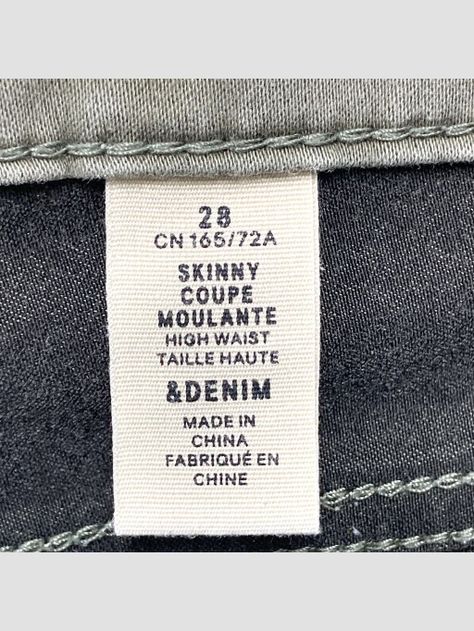 28
CN 165/72A
SKINNY
COUPE
MOULANTE
HIGH WAIST
TAILLE HAUTE
&DENIM
MADE IN
CHINA
FABRIQUÉ EN
CHINE